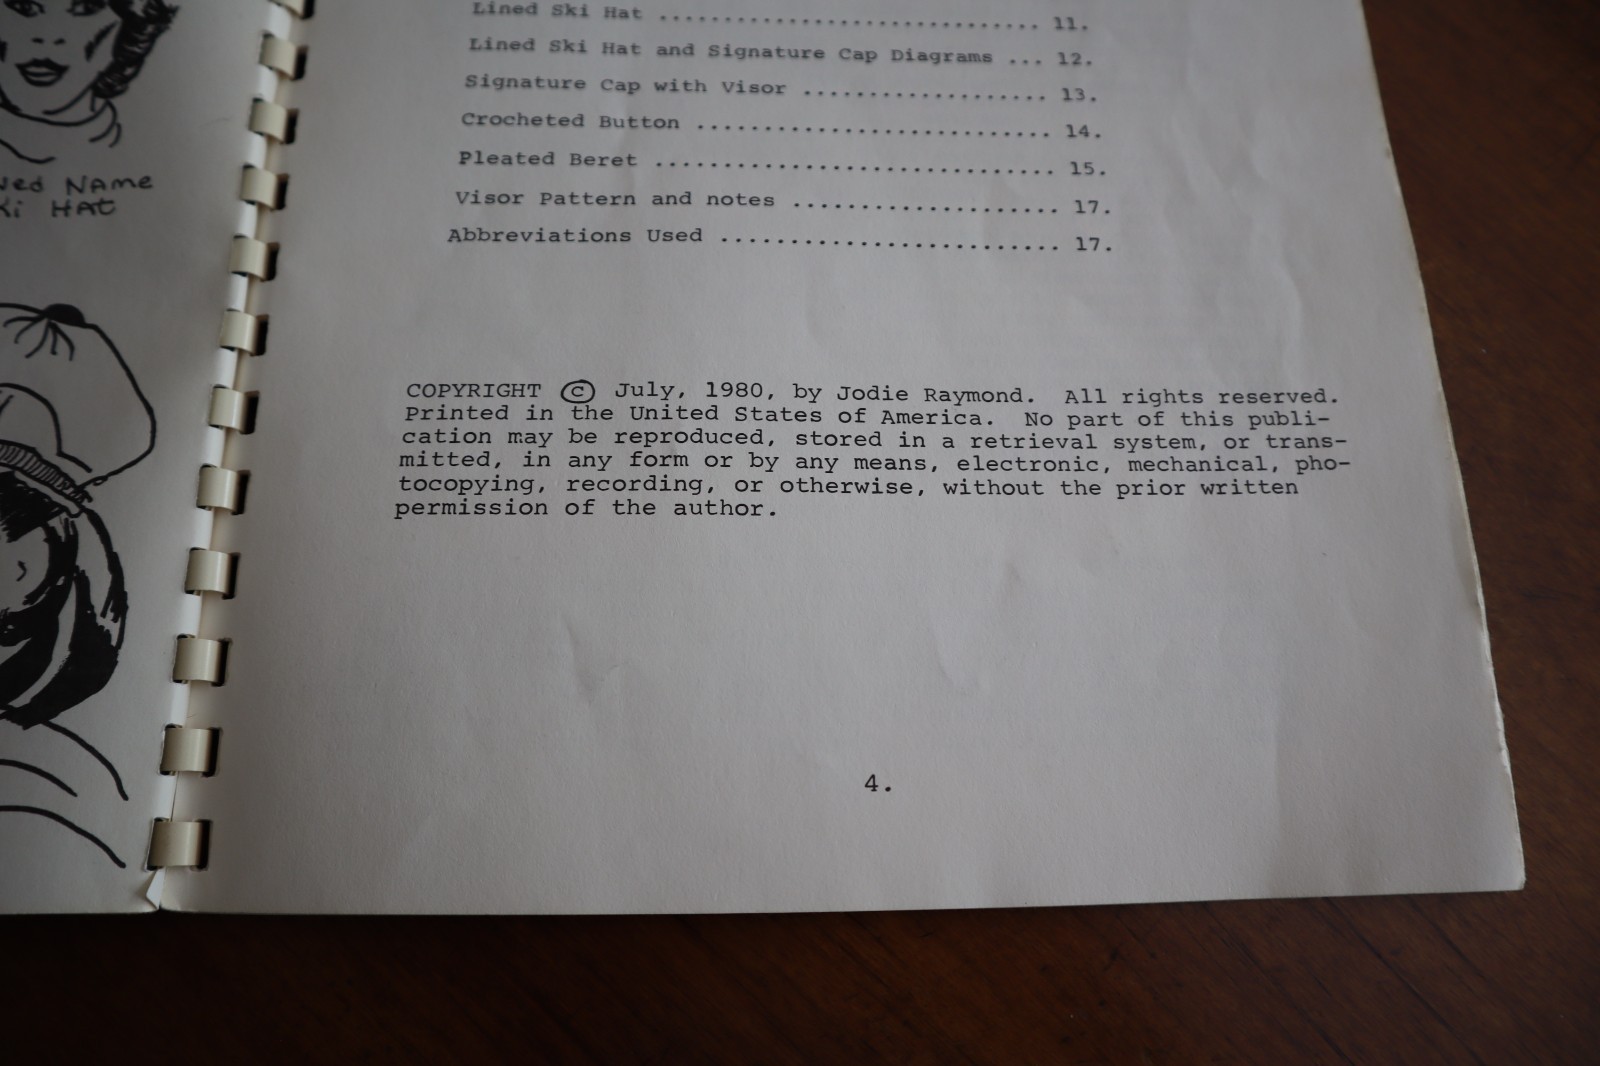 ved NAme
Ki HAt
Lined Ski Hat .............................. 11.
Lined Ski Hat and Signature Cap Diagrams ... 12.
Signature Cap with Visor ................... 13.
Crocheted Button ........................... 14.
Pleated Beret .............................. 15.
Visor Pattern and notes .................... 17.
Abbreviations Used ......................... 17.
COPYRIGHT © July, 1980, by Jodie Raymond. All rights reserved.
Printed in the United States of America. No part of this publi-
cation may be reproduced, stored in a retrieval system, or trans-
mitted, in any form or by any means, electronic, mechanical, pho-
tocopying, recording, or otherwise, without the prior written
permission of the author.
4.